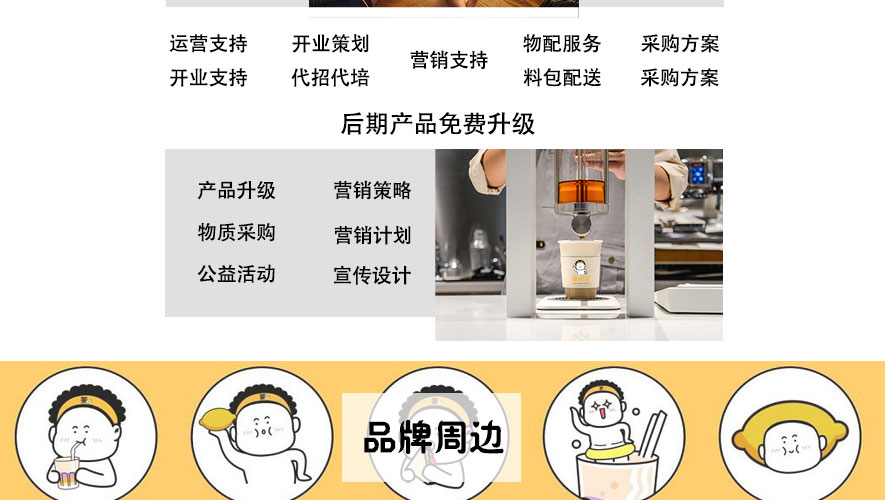 运营支持 开业策划 营销支持 物配服务 采购方案
开业支持 代招代培 料包配送 采购方案
后期产品免费升级
产品升级 营销策略
物质采购 营销计划
公益活动 宣传设计
品牌周边